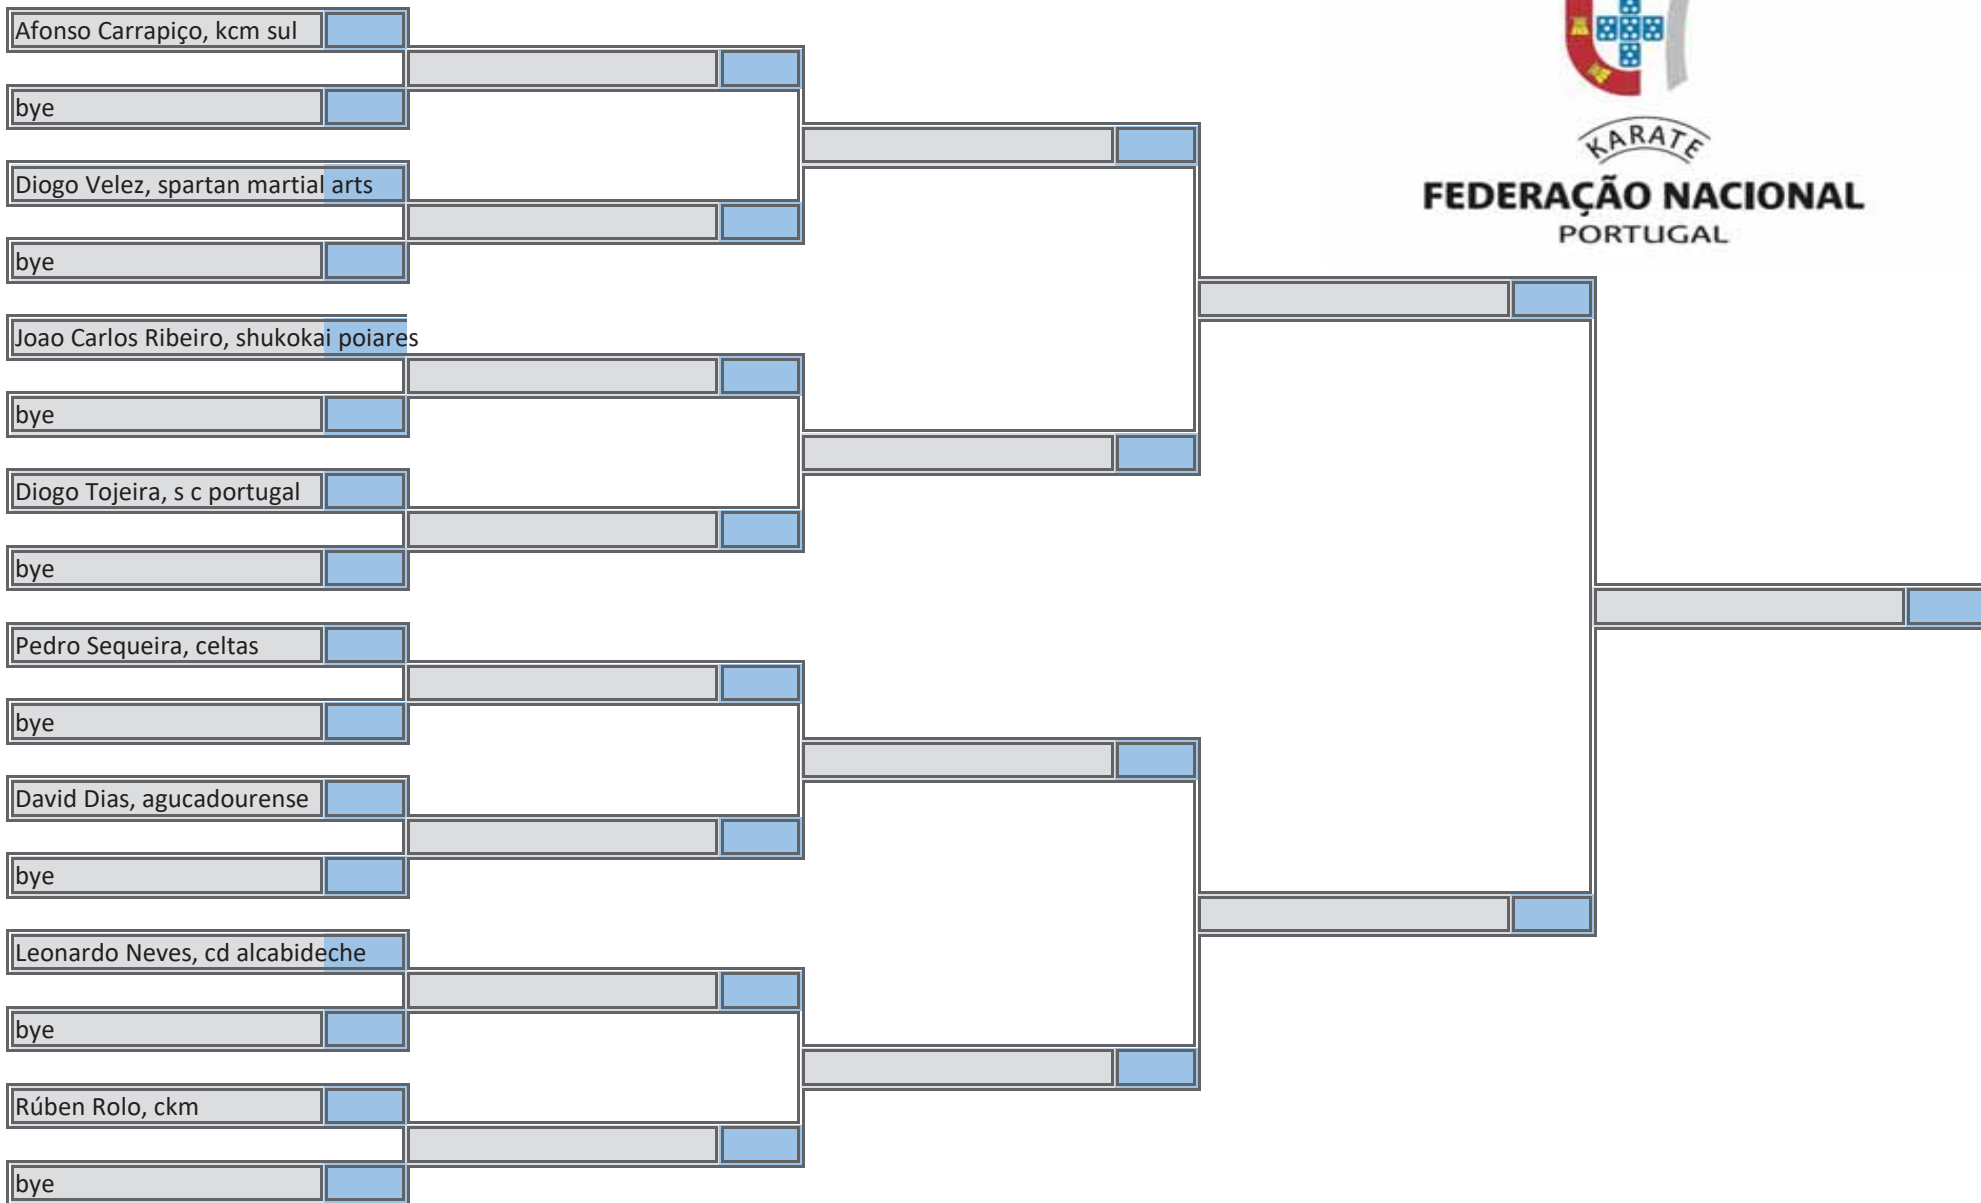 Afonso Carrapiço, kcm sul
bye
Diogo Velez, spartan martial arts
bye
Joao Carlos Ribeiro, shukokai poiares
bye
Diogo Tojeira, s c portugal
bye
Pedro Sequeira, celtas
bye
David Dias, agucadourense
bye
Leonardo Neves, cd alcabideche
bye
Rúben Rolo, ckm
bye
KARATE
FEDERAÇÃO NACIONAL
PORTUGAL